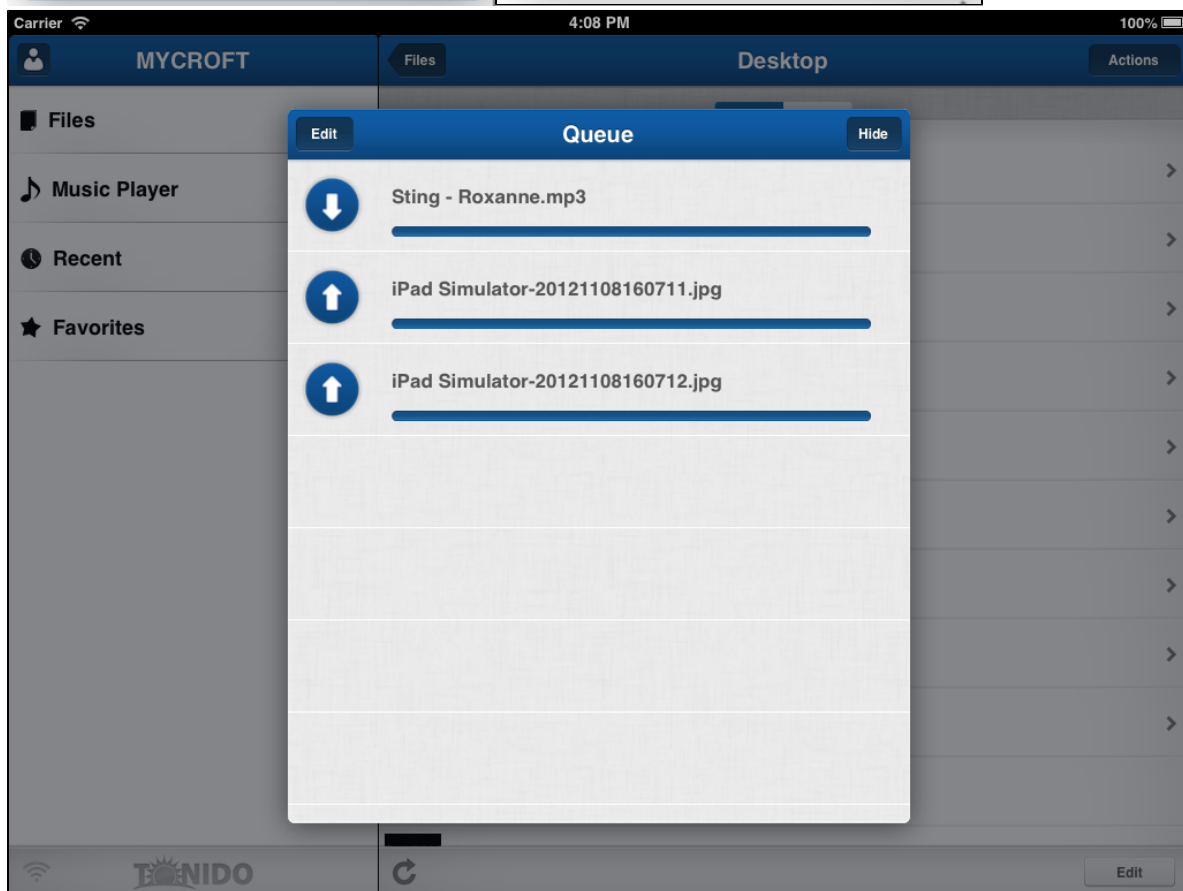 Carrier 4:08 PM 100%
MYCROFT Files Desktop Actions
Files
Music Player
Recent
Favorites
Edit Queue Hide
Sting - Roxanne.mp3
iPad Simulator-20121108160711.jpg
iPad Simulator-20121108160712.jpg
TONIDO Edit